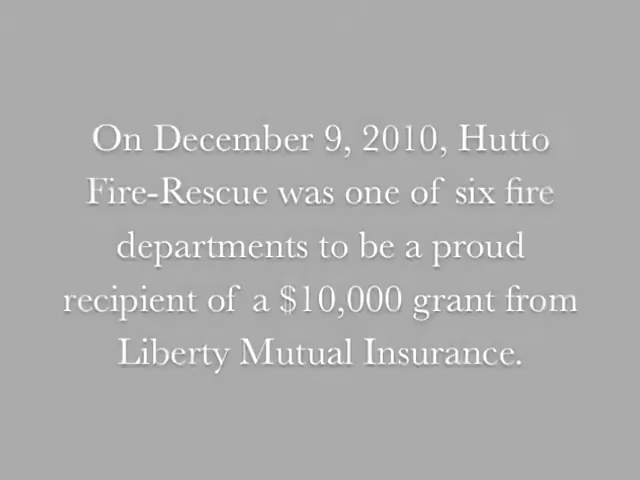 On December 9, 2010, Hutto
Fire-Rescue was one of six fire
departments to be a proud
recipient of a $10,000 grant from
Liberty Mutual Insurance.